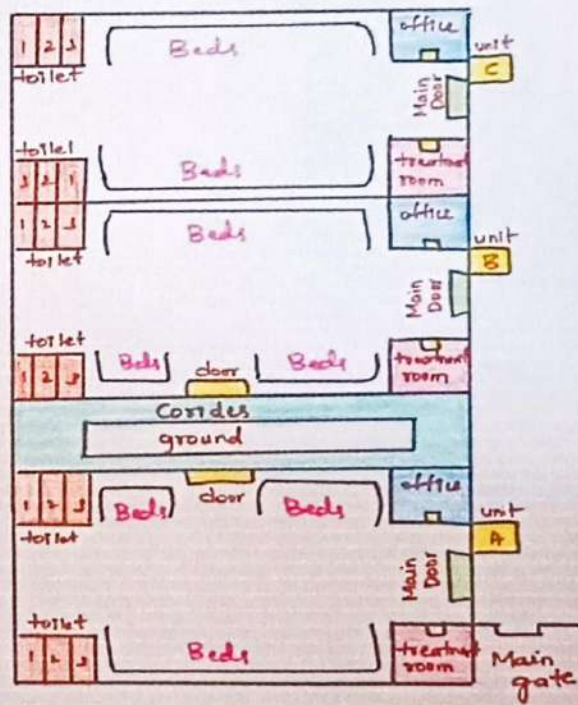 1 2 3 Beds office unit
toilet C
Main Door
toilet
3 2 1 Beds treatment room
1 2 3 Beds office unit
toilet B
Main Door
toilet
1 2 3 Beds door Beds treatment room
Corides
ground
1 2 3 Beds door Beds office unit
toilet A
Main Door
toilet
1 2 3 Beds treatment room Main gate